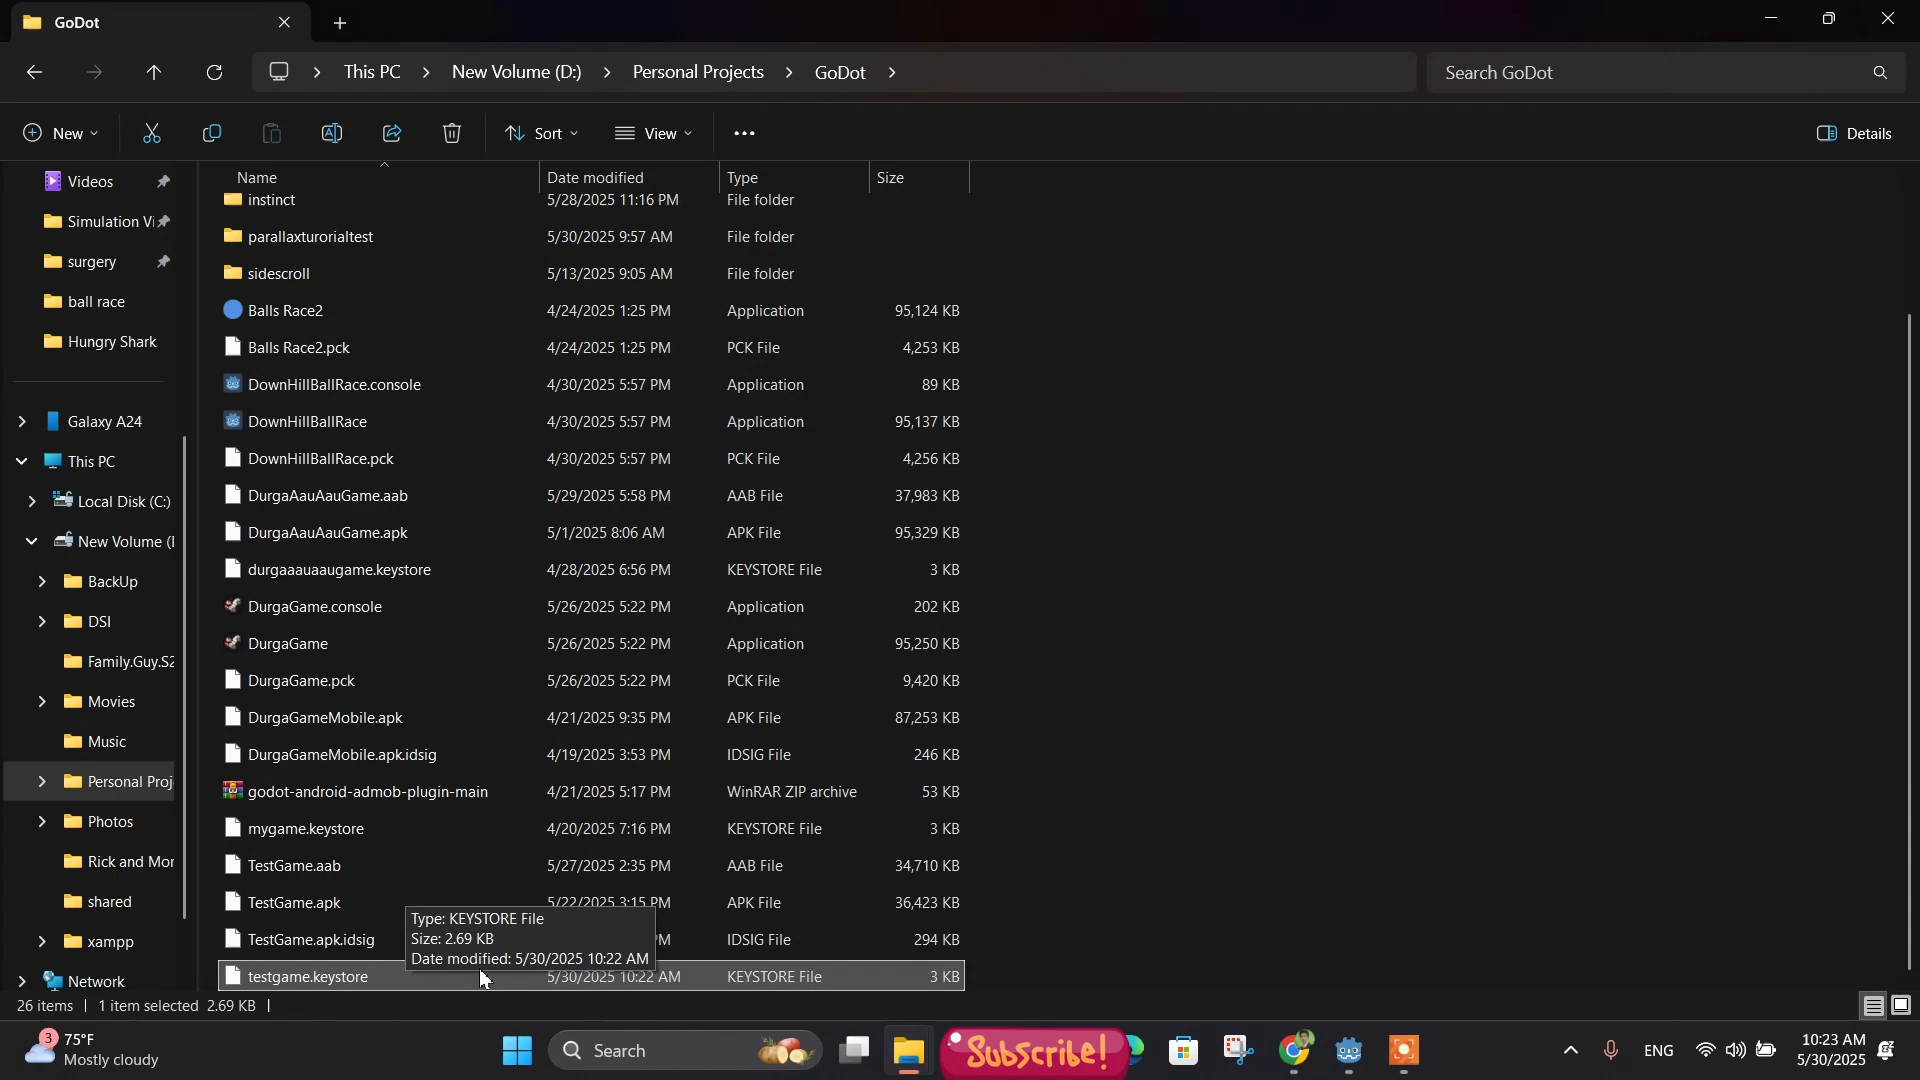 GoDot
This PC > New Volume (D:) > Personal Projects > GoDot >
Search GoDot
New
Sort
View
Details
Name Date modified Type Size
instinct 5/28/2025 11:16 PM File folder
parallaxturorialtest 5/30/2025 9:57 AM File folder
sidescroll 5/13/2025 9:05 AM File folder
Balls Race2 4/24/2025 1:25 PM Application 95,124 KB
Balls Race2.pck 4/24/2025 1:25 PM PCK File 4,253 KB
DownHillBallRace.console 4/30/2025 5:57 PM Application 89 KB
DownHillBallRace 4/30/2025 5:57 PM Application 95,137 KB
DownHillBallRace.pck 4/30/2025 5:57 PM PCK File 4,256 KB
DurgaAauAauGame.aab 5/29/2025 5:58 PM AAB File 37,983 KB
DurgaAauAauGame.apk 5/1/2025 8:06 AM APK File 95,329 KB
durgaaauaaugame.keystore 4/28/2025 6:56 PM KEYSTORE File 3 KB
DurgaGame.console 5/26/2025 5:22 PM Application 202 KB
DurgaGame 5/26/2025 5:22 PM Application 95,250 KB
DurgaGame.pck 5/26/2025 5:22 PM PCK File 9,420 KB
DurgaGameMobile.apk 4/21/2025 9:35 PM APK File 87,253 KB
DurgaGameMobile.apk.idsig 4/19/2025 3:53 PM IDSIG File 246 KB
godot-android-admob-plugin-main 4/21/2025 5:17 PM WinRAR ZIP archive 53 KB
mygame.keystore 4/20/2025 7:16 PM KEYSTORE File 3 KB
TestGame.aab 5/27/2025 2:35 PM AAB File 34,710 KB
TestGame.apk 5/22/2025 3:15 PM APK File 36,423 KB
TestGame.apk.idsig IDSIG File 294 KB
testgame.keystore 5/30/2025 10:22 AM KEYSTORE File 3 KB
Type: KEYSTORE File
Size: 2.69 KB
Date modified: 5/30/2025 10:22 AM
Videos
Simulation Vi
surgery
ball race
Hungry Shark
Galaxy A24
This PC
Local Disk (C:)
New Volume (
BackUp
DSI
Family.Guy.S2
Movies
Music
Personal Proj
Photos
Rick and Mor
shared
xampp
Network
26 items 1 item selected 2.69 KB
3
75°F
Mostly cloudy
Search
Subscribe!
ENG
10:23 AM
5/30/2025